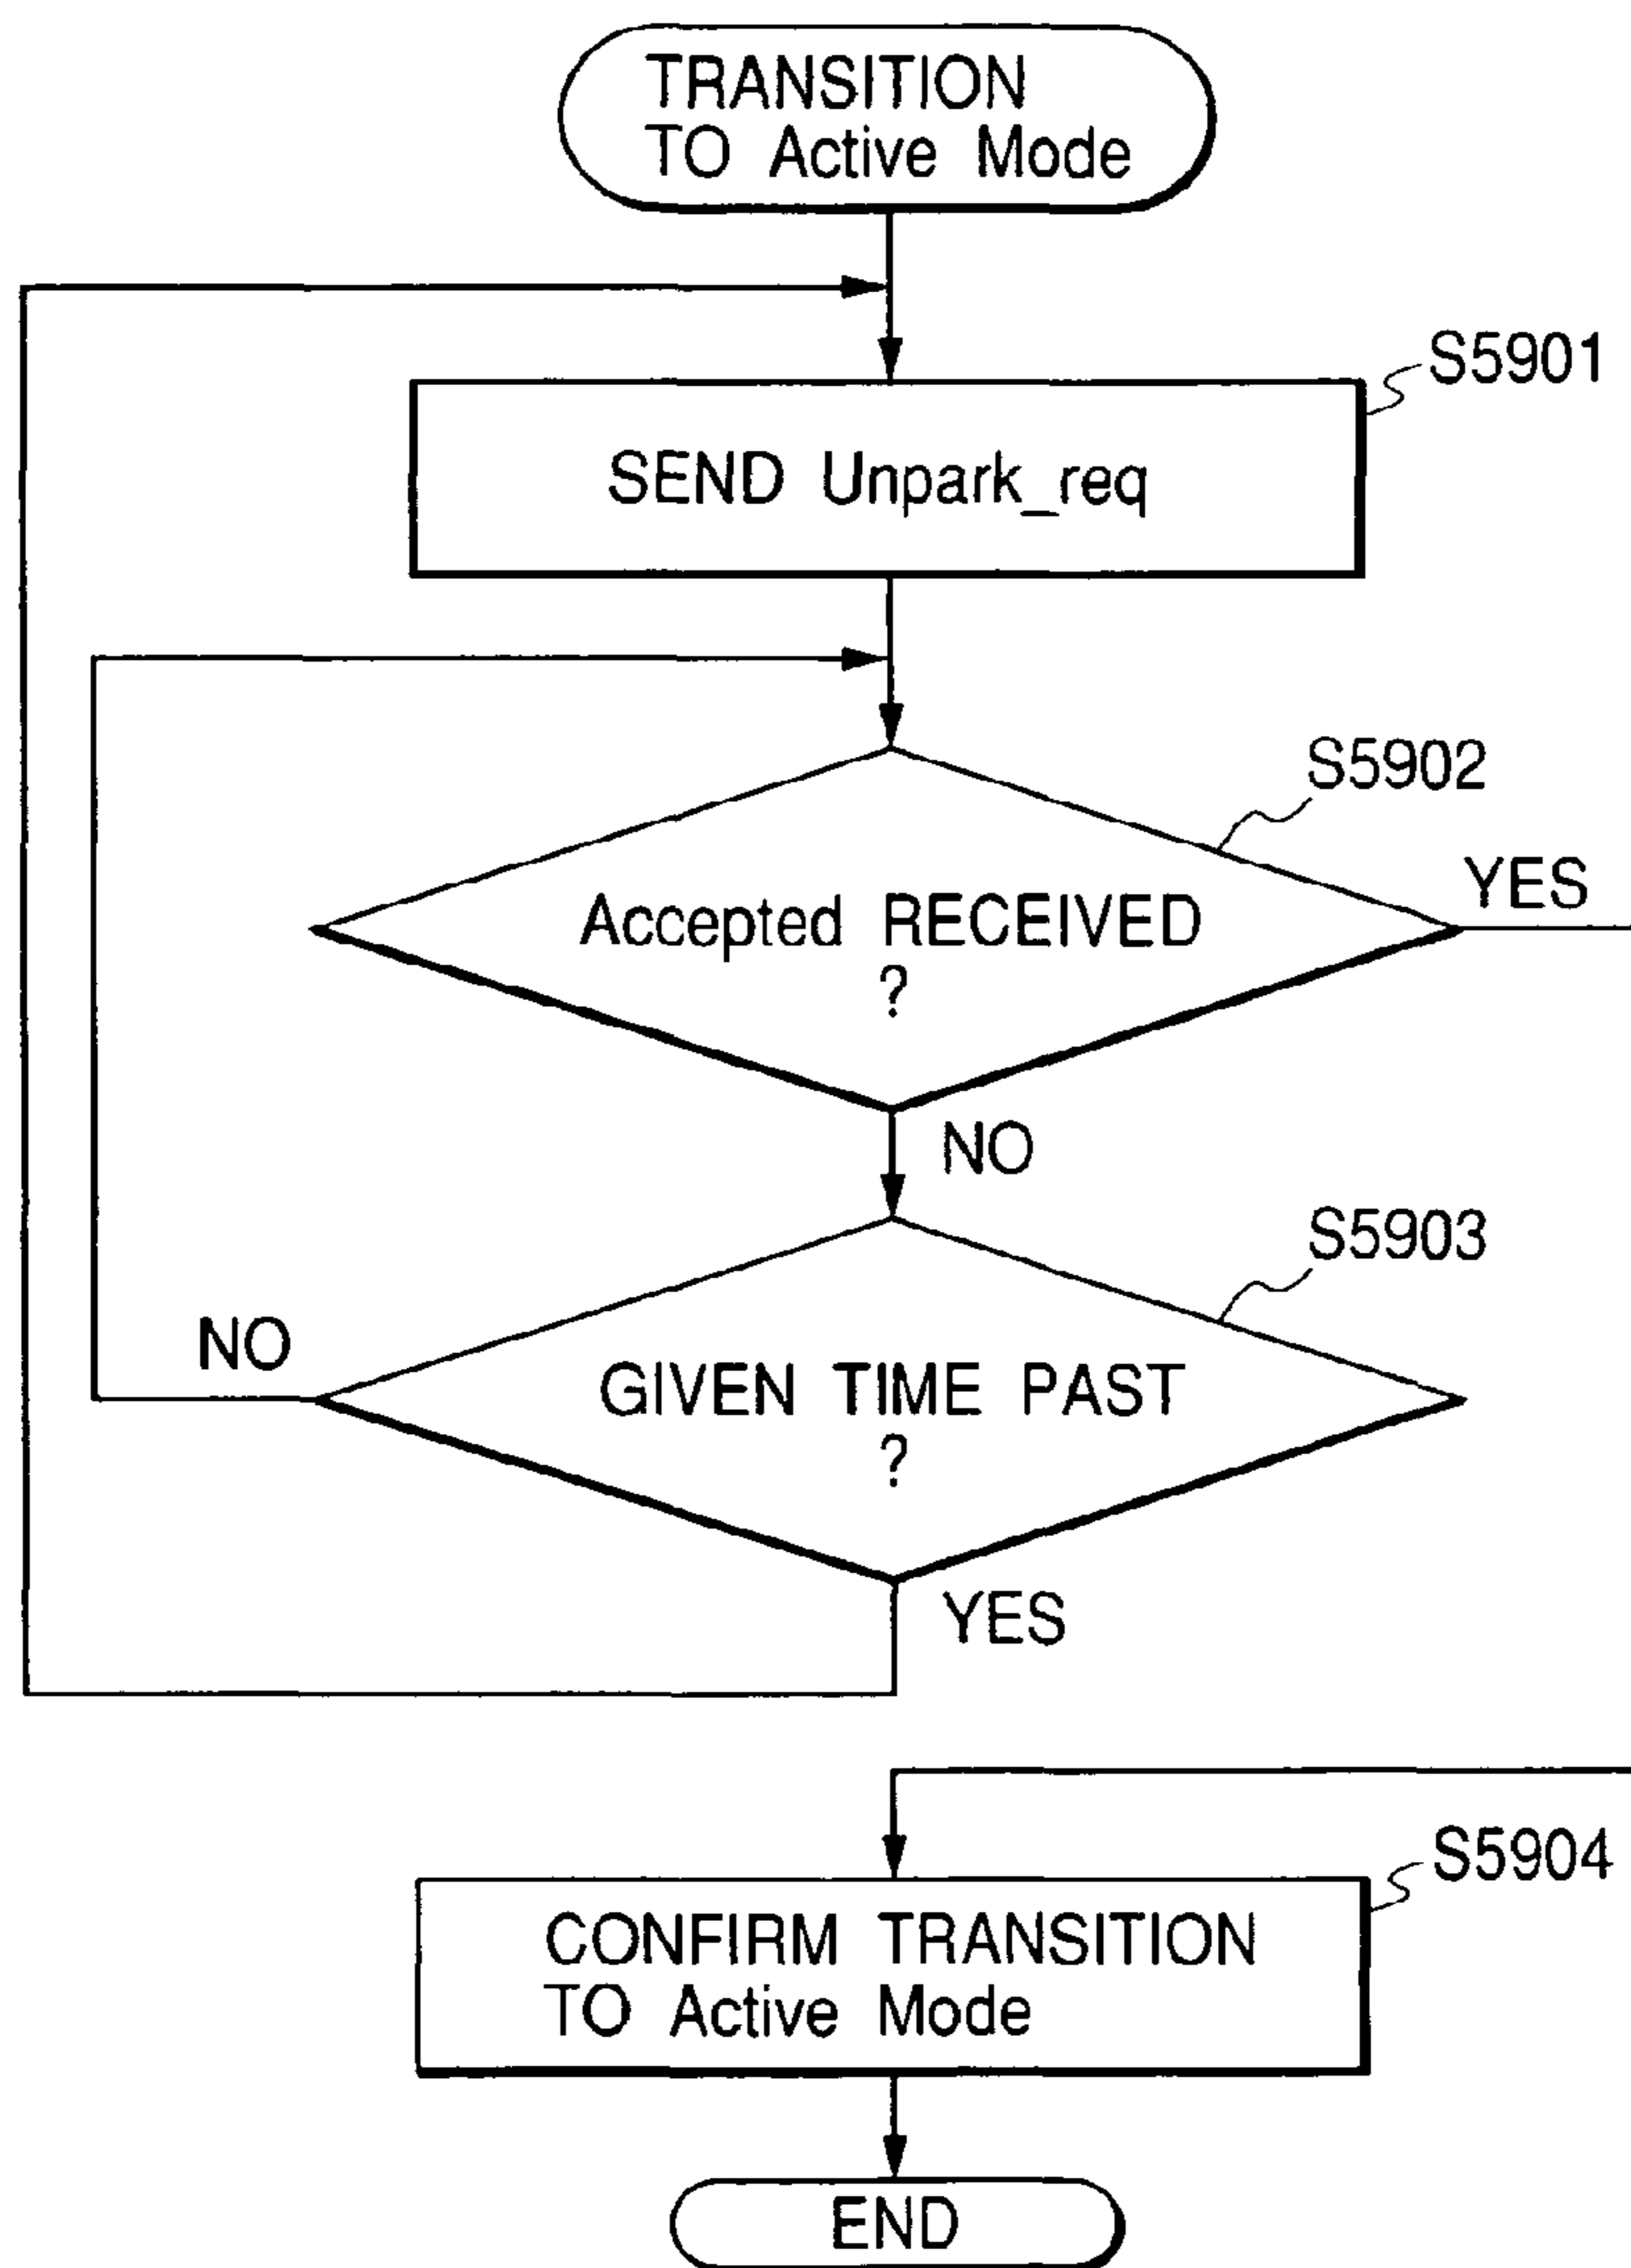 TRANSITION
TO Active Mode
S5901
SEND Unpark_req
S5902
YES
Accepted RECEIVED
?
NO
S5903
NO
GIVEN TIME PAST
?
YES
S5904
CONFIRM TRANSITION
TO Active Mode
END